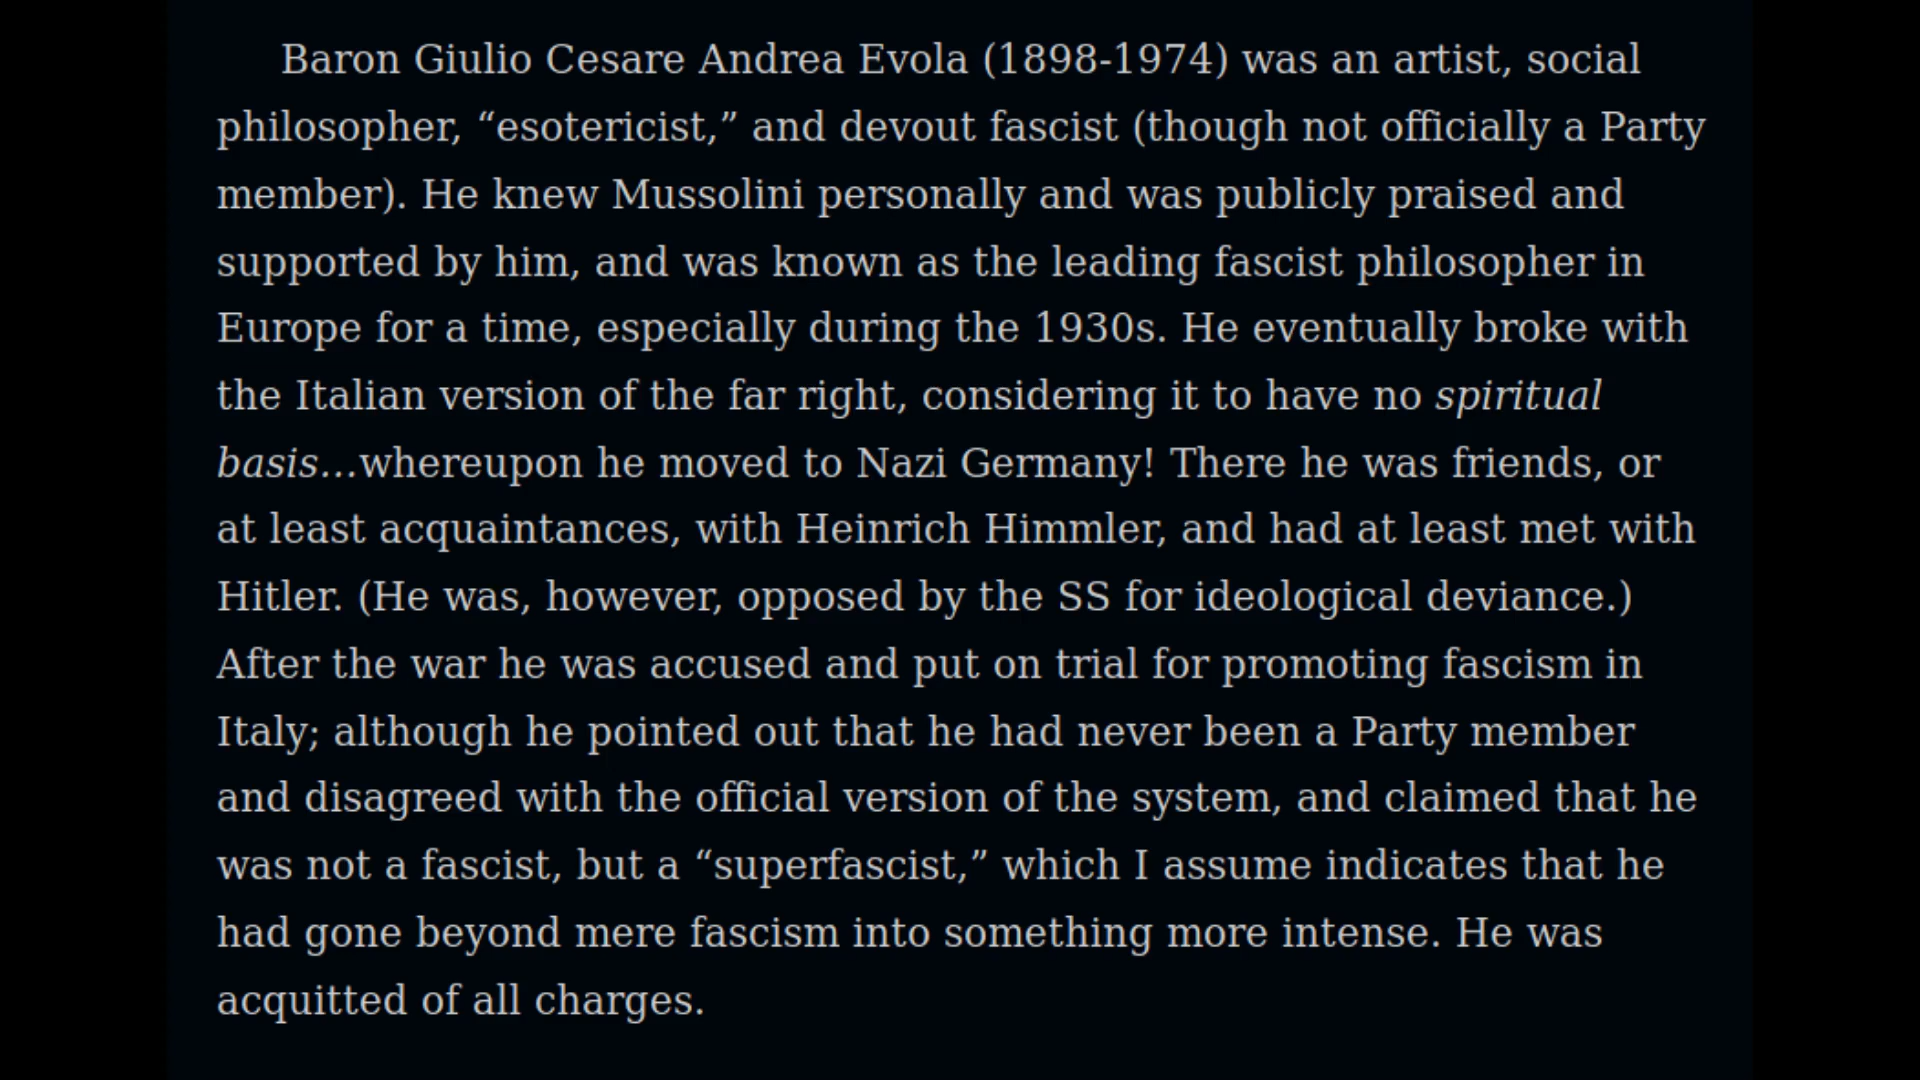 Baron Giulio Cesare Andrea Evola (1898-1974) was an artist, social
philosopher, “esotericist,” and devout fascist (though not officially a Party
member). He knew Mussolini personally and was publicly praised and
supported by him, and was known as the leading fascist philosopher in
Europe for a time, especially during the 1930s. He eventually broke with
the Italian version of the far right, considering it to have no spiritual
basis...whereupon he moved to Nazi Germany! There he was friends, or
at least acquaintances, with Heinrich Himmler, and had at least met with
Hitler. (He was, however, opposed by the SS for ideological deviance.)
After the war he was accused and put on trial for promoting fascism in
Italy; although he pointed out that he had never been a Party member
and disagreed with the official version of the system, and claimed that he
was not a fascist, but a “superfascist,” which I assume indicates that he
had gone beyond mere fascism into something more intense. He was
acquitted of all charges.